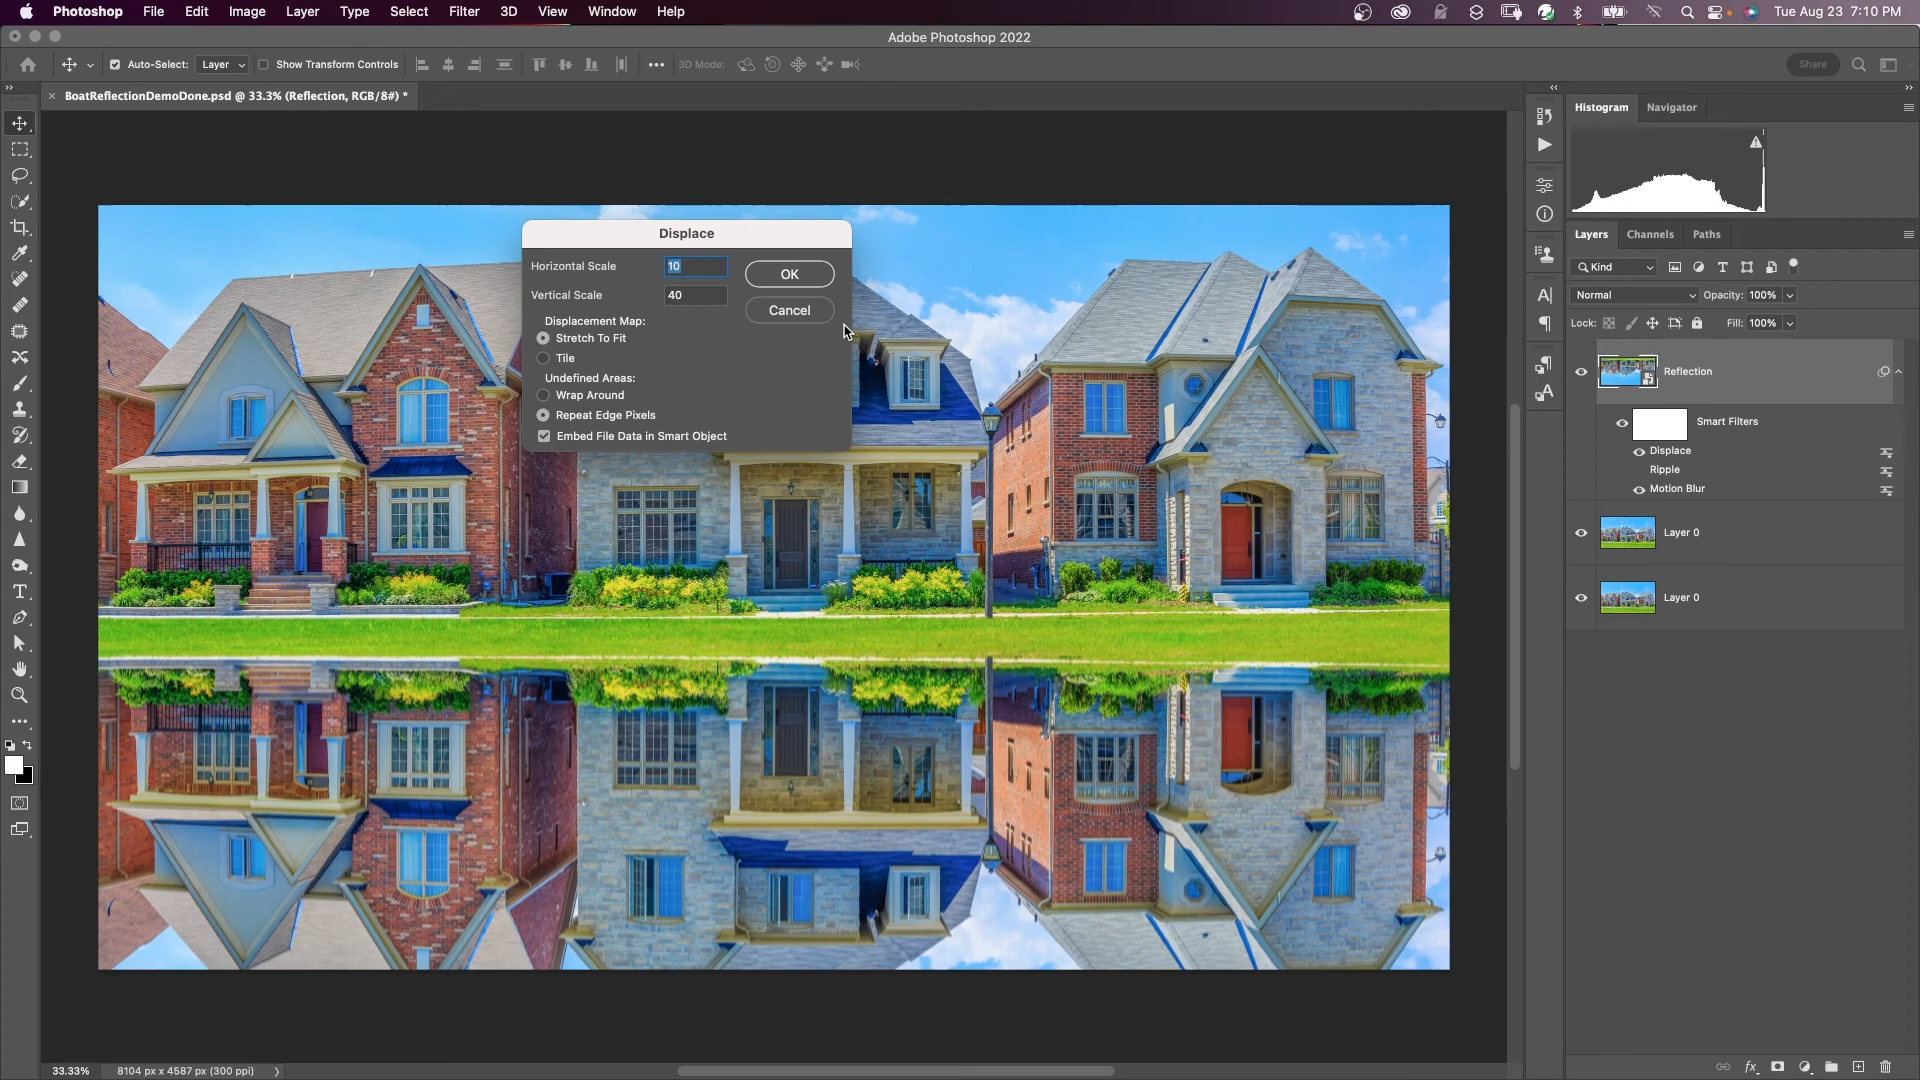 Photoshop File Edit Image Layer Type Select Filter 3D View Window Help Tue Aug 23 7:10 PM
Adobe Photoshop 2022
Auto-Select: Layer Show Transform Controls 3D Mode: Share
BoatReflectionDemoDone.psd @ 33.3% (Reflection, RGB/8#) *
Histogram Navigator
Displace
Horizontal Scale 10 OK
Vertical Scale 40 Cancel
Displacement Map:
Stretch To Fit
Tile
Undefined Areas:
Wrap Around
Repeat Edge Pixels
Embed File Data in Smart Object
Layers Channels Paths
Kind
Normal Opacity: 100%
Lock: Fill: 100%
Reflection
Smart Filters
Displace
Ripple
Motion Blur
Layer 0
Layer 0
33.33% 8104 px x 4587 px (300 ppi)